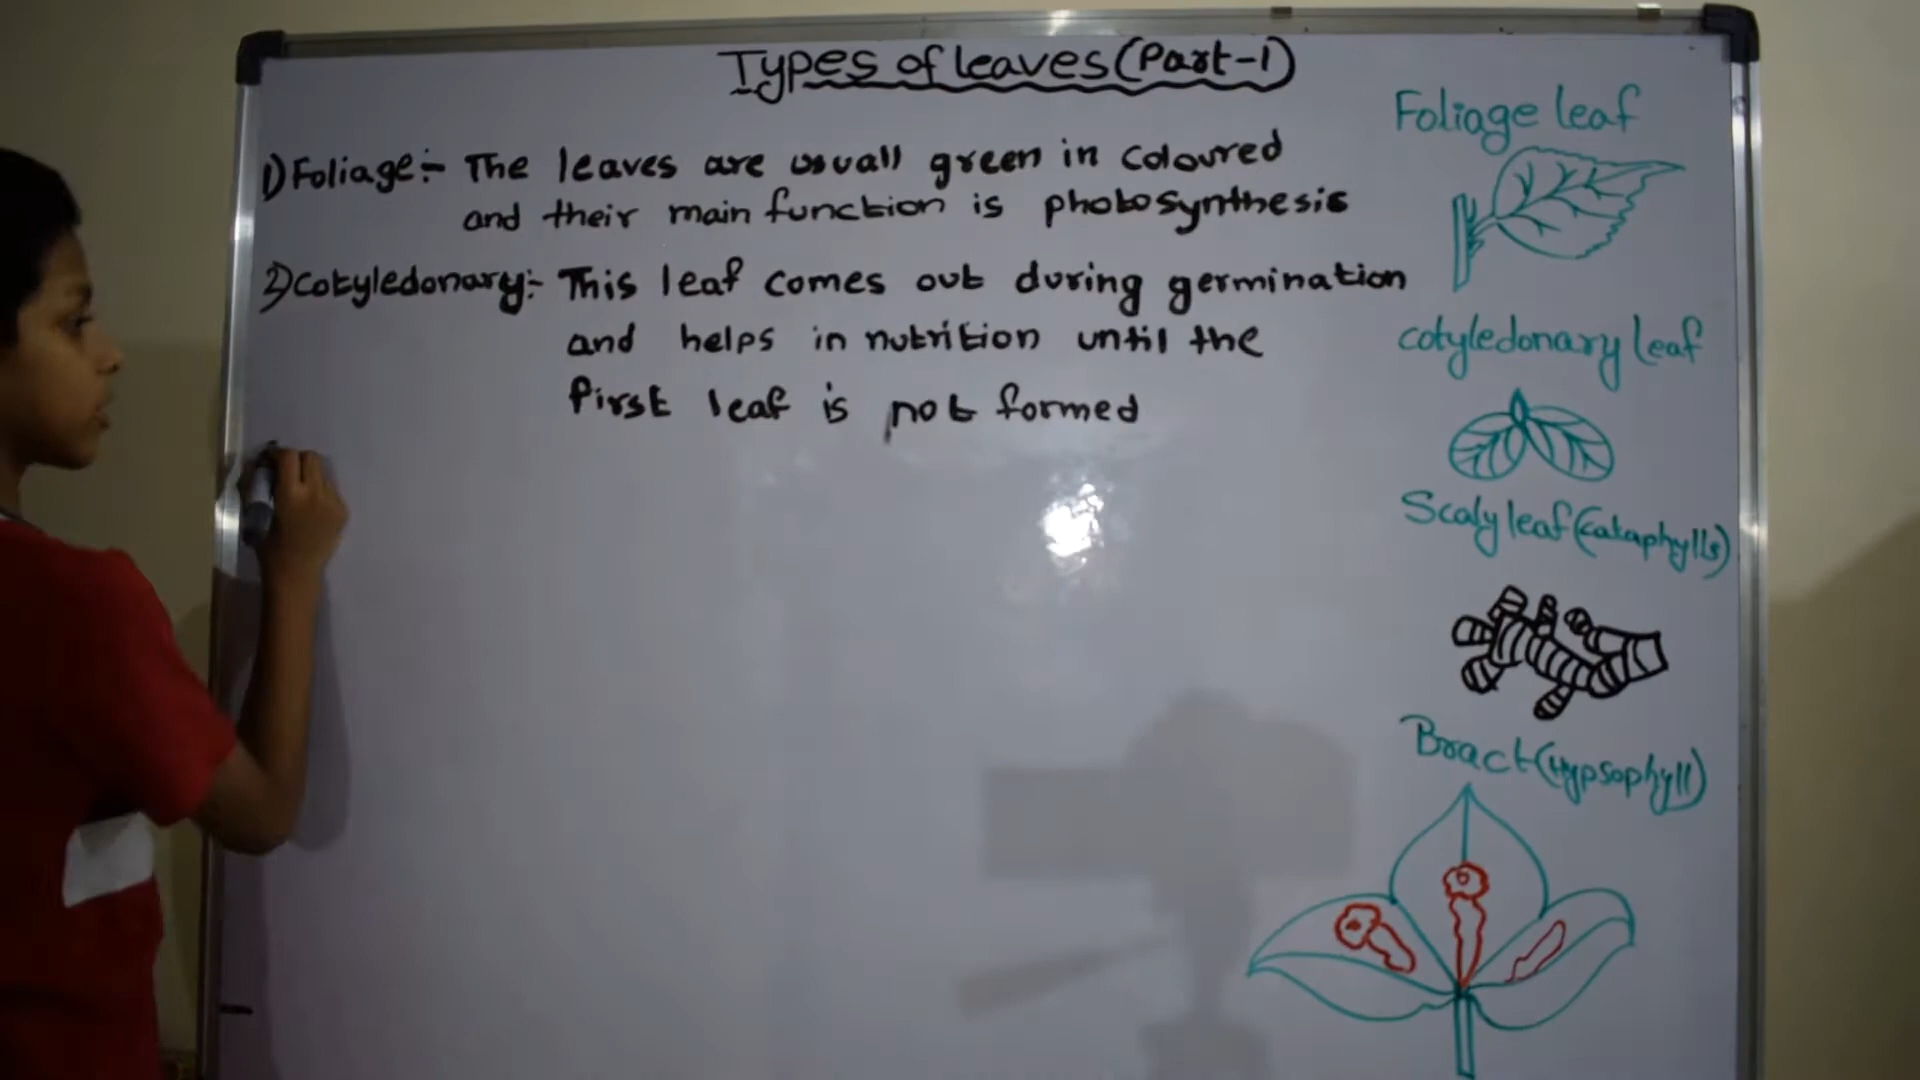 Types of leaves (Part-1)
1) Foliage:- The leaves are usuall green in coloured
and their main function is photosynthesis
2) cotyledonary:- This leaf comes out during germination
and helps in nutrition until the
first leaf is not formed
Foliage leaf
cotyledonary leaf
Scaly leaf (cataphylls)
Bract (Hypsophyll)